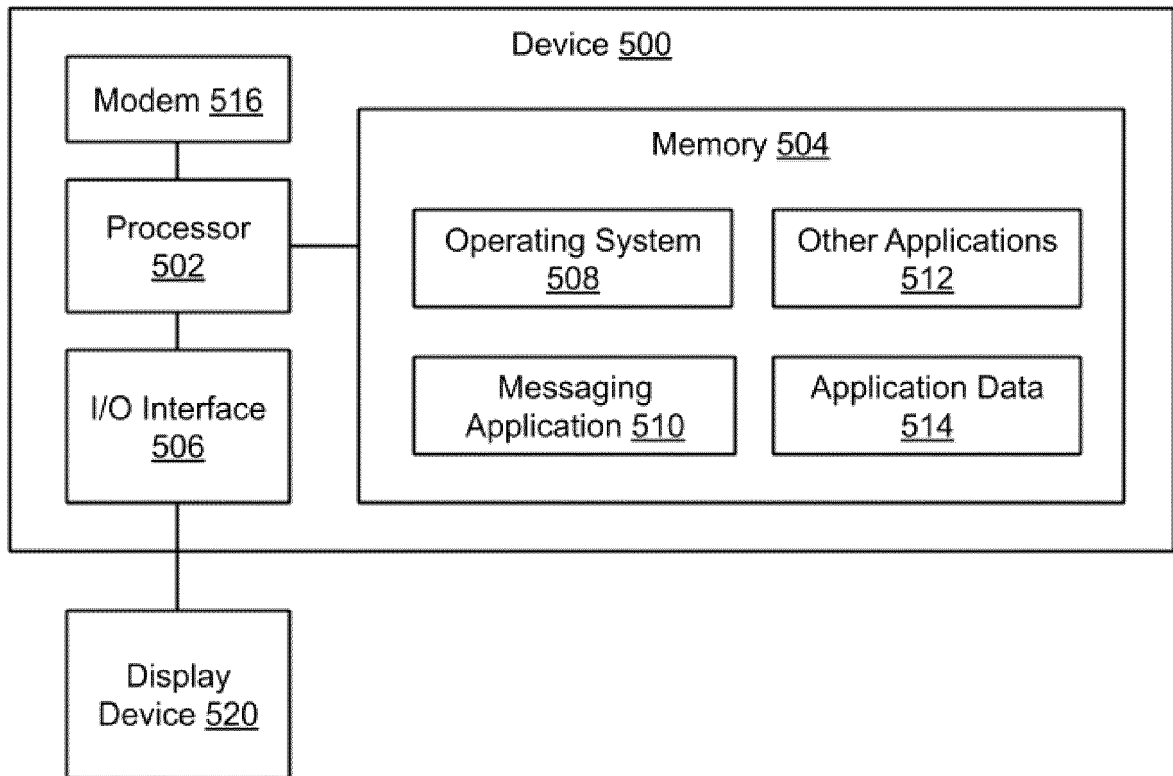 Device 500
Modem 516
Memory 504
Processor
502
Operating System
508
Other Applications
512
I/O Interface
506
Messaging
Application 510
Application Data
514
Display
Device 520